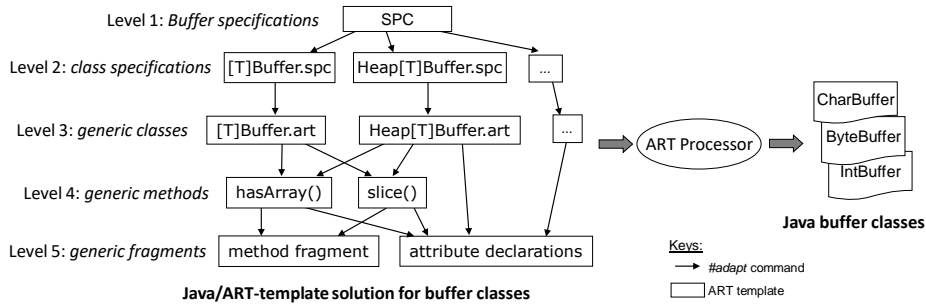 Level 1: Buffer specifications
SPC
Level 2: class specifications
[T]Buffer.spc
Heap[T]Buffer.spc
...
Level 3: generic classes
[T]Buffer.art
Heap[T]Buffer.art
...
Level 4: generic methods
hasArray()
slice()
Level 5: generic fragments
method fragment
attribute declarations
Java/ART-template solution for buffer classes
ART Processor
CharBuffer
ByteBuffer
IntBuffer
Java buffer classes
Keys:
#adapt command
ART template